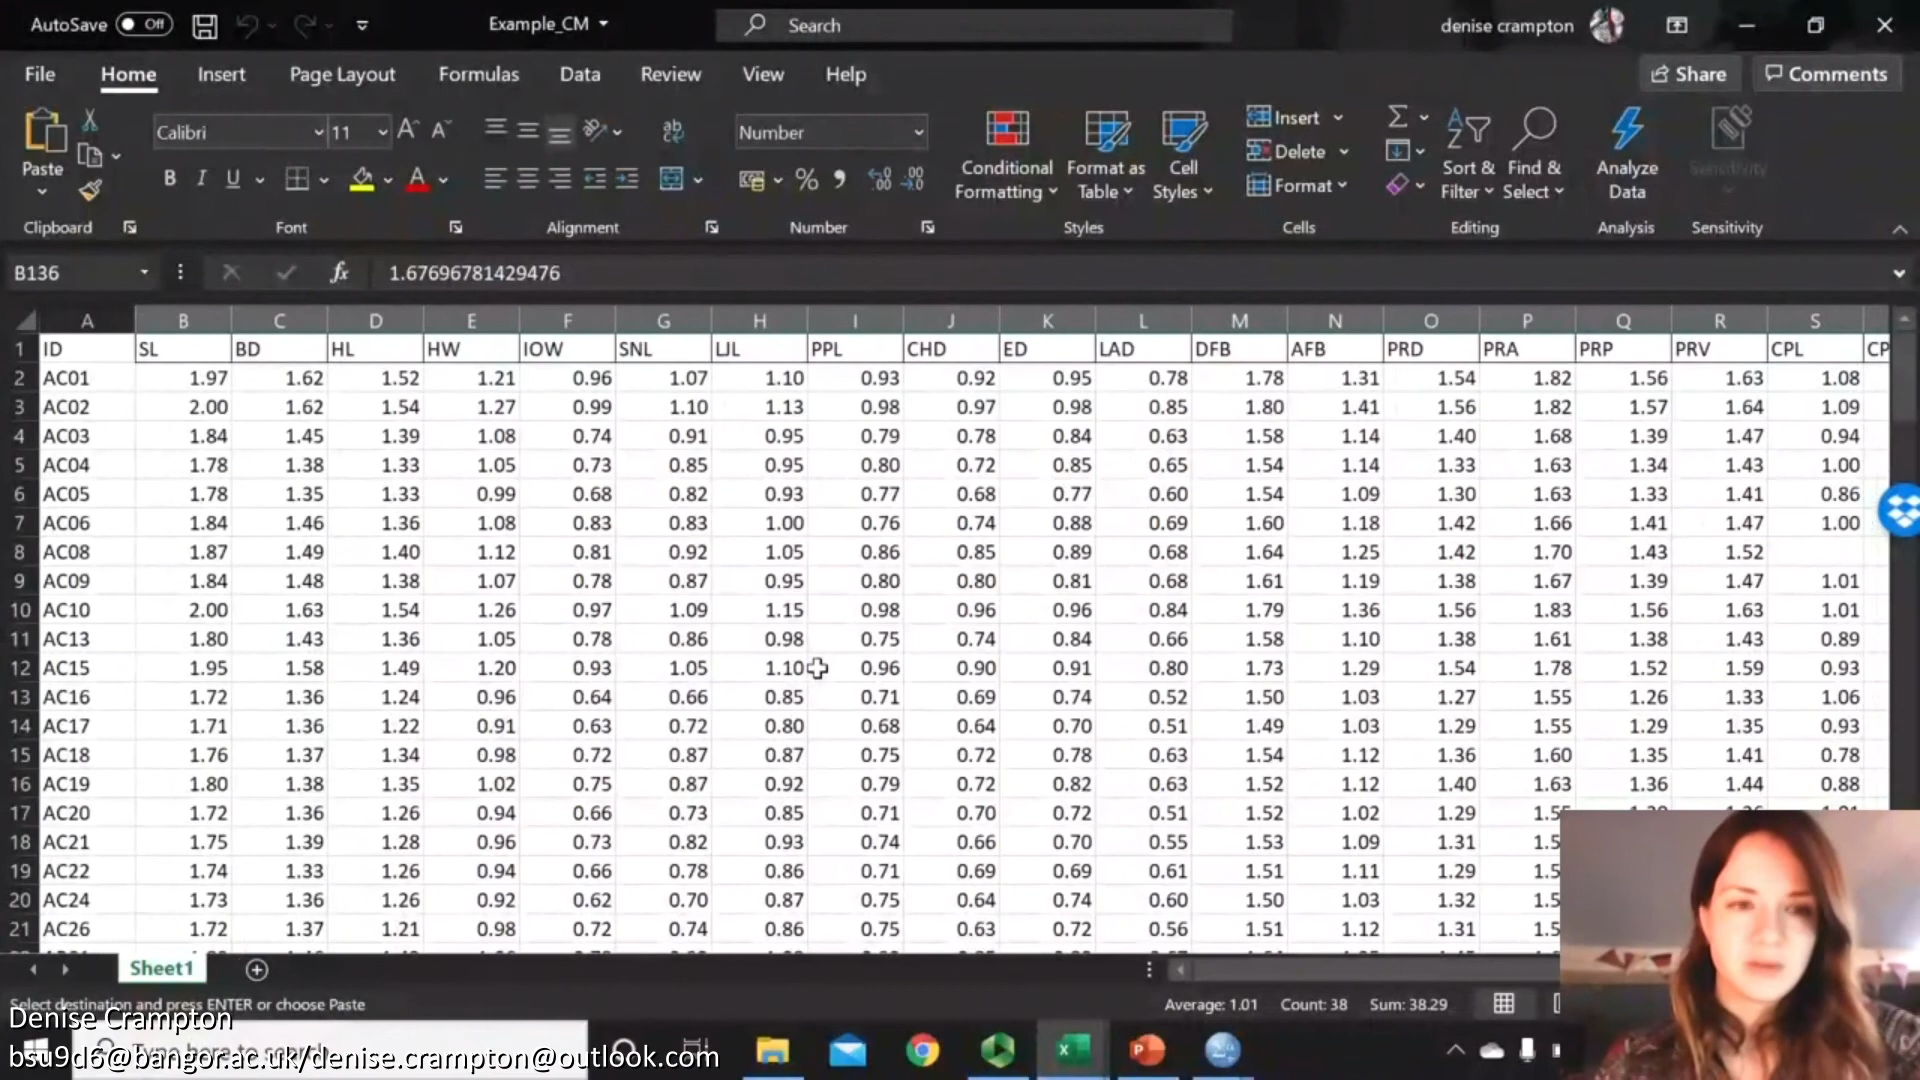 AutoSave Off Example_CM Search denise crampton
File Home Insert Page Layout Formulas Data Review View Help Share Comments
Paste Calibri 11 Number Conditional Formatting Format as Table Cell Styles Insert Delete Format Sort & Filter Find & Select Analyze Data Sensitivity
Clipboard Font Alignment Number Styles Cells Editing Analysis Sensitivity
B136 fx 1.67696781429476
A B C D E F G H I J K L M N O P Q R S
1 ID SL BD HL HW IOW SNL LJL PPL CHD ED LAD DFB AFB PRD PRA PRP PRV CPL CP
2 AC01 1.97 1.62 1.52 1.21 0.96 1.07 1.10 0.93 0.92 0.95 0.78 1.78 1.31 1.54 1.82 1.56 1.63 1.08
3 AC02 2.00 1.62 1.54 1.27 0.99 1.10 1.13 0.98 0.97 0.98 0.85 1.80 1.41 1.56 1.82 1.57 1.64 1.09
4 AC03 1.84 1.45 1.39 1.08 0.74 0.91 0.95 0.79 0.78 0.84 0.63 1.58 1.14 1.40 1.68 1.39 1.47 0.94
5 AC04 1.78 1.38 1.33 1.05 0.73 0.85 0.95 0.80 0.72 0.85 0.65 1.54 1.14 1.33 1.63 1.34 1.43 1.00
6 AC05 1.78 1.35 1.33 0.99 0.68 0.82 0.93 0.77 0.68 0.77 0.60 1.54 1.09 1.30 1.63 1.33 1.41 0.86
7 AC06 1.84 1.46 1.36 1.08 0.83 0.83 1.00 0.76 0.74 0.88 0.69 1.60 1.18 1.42 1.66 1.41 1.47 1.00
8 AC08 1.87 1.49 1.40 1.12 0.81 0.92 1.05 0.86 0.85 0.89 0.68 1.64 1.25 1.42 1.70 1.43 1.52
9 AC09 1.84 1.48 1.38 1.07 0.78 0.87 0.95 0.80 0.80 0.81 0.68 1.61 1.19 1.38 1.67 1.39 1.47 1.01
10 AC10 2.00 1.63 1.54 1.26 0.97 1.09 1.15 0.98 0.96 0.96 0.84 1.79 1.36 1.56 1.83 1.56 1.63 1.01
11 AC13 1.80 1.43 1.36 1.05 0.78 0.86 0.98 0.75 0.74 0.84 0.66 1.58 1.10 1.38 1.61 1.38 1.43 0.89
12 AC15 1.95 1.58 1.49 1.20 0.93 1.05 1.10 0.96 0.90 0.91 0.80 1.73 1.29 1.54 1.78 1.52 1.59 0.93
13 AC16 1.72 1.36 1.24 0.96 0.64 0.66 0.85 0.71 0.69 0.74 0.52 1.50 1.03 1.27 1.55 1.26 1.33 1.06
14 AC17 1.71 1.36 1.22 0.91 0.63 0.72 0.80 0.68 0.64 0.70 0.51 1.49 1.03 1.29 1.55 1.29 1.35 0.93
15 AC18 1.76 1.37 1.34 0.98 0.72 0.87 0.87 0.75 0.72 0.78 0.63 1.54 1.12 1.36 1.60 1.35 1.41 0.78
16 AC19 1.80 1.38 1.35 1.02 0.75 0.87 0.92 0.79 0.72 0.82 0.63 1.52 1.12 1.40 1.63 1.36 1.44 0.88
17 AC20 1.72 1.36 1.26 0.94 0.66 0.73 0.85 0.71 0.70 0.72 0.51 1.52 1.02 1.29
18 AC21 1.75 1.39 1.28 0.96 0.73 0.82 0.93 0.74 0.66 0.70 0.55 1.53 1.09 1.31 1.5
19 AC22 1.74 1.33 1.26 0.94 0.66 0.78 0.86 0.71 0.69 0.69 0.61 1.51 1.11 1.29 1.5
20 AC24 1.73 1.36 1.26 0.92 0.62 0.70 0.87 0.75 0.64 0.74 0.60 1.50 1.03 1.32 1.5
21 AC26 1.72 1.37 1.21 0.98 0.72 0.74 0.86 0.75 0.63 0.72 0.56 1.51 1.12 1.31 1.5
Sheet1
Select destination and press ENTER or choose Paste Average: 1.01 Count: 38 Sum: 38.29
Denise Crampton
Type here to search
bsu9d6@bangor.ac.uk/denise.crampton@outlook.com